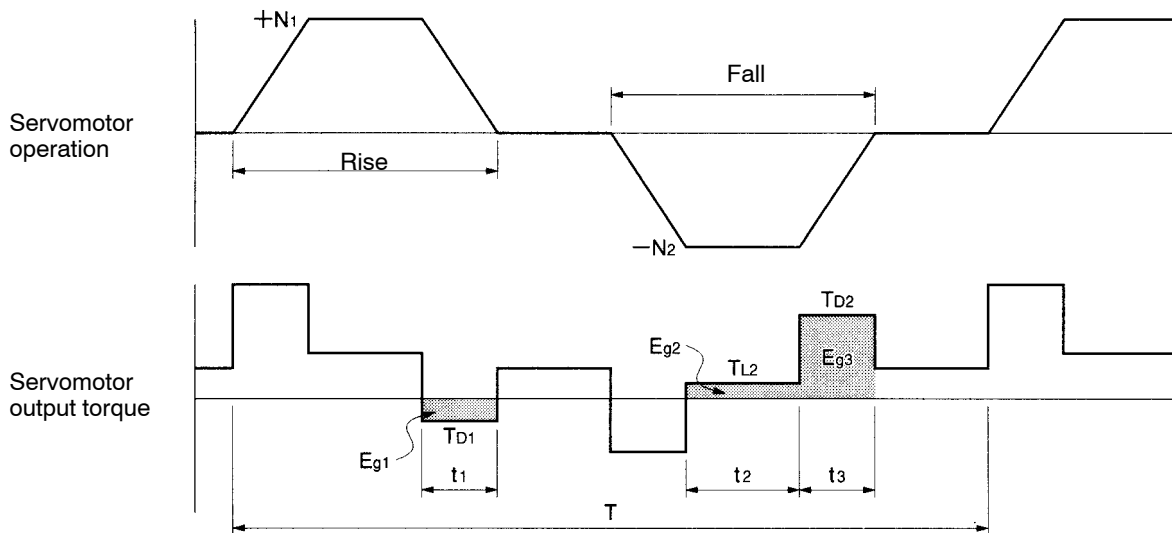 +N1
Fall
Servomotor
operation
Rise
−N2
TD2
Eg2
TL2
Eg3
Servomotor
output torque
TD1
Eg1
t1
t2
t3
T